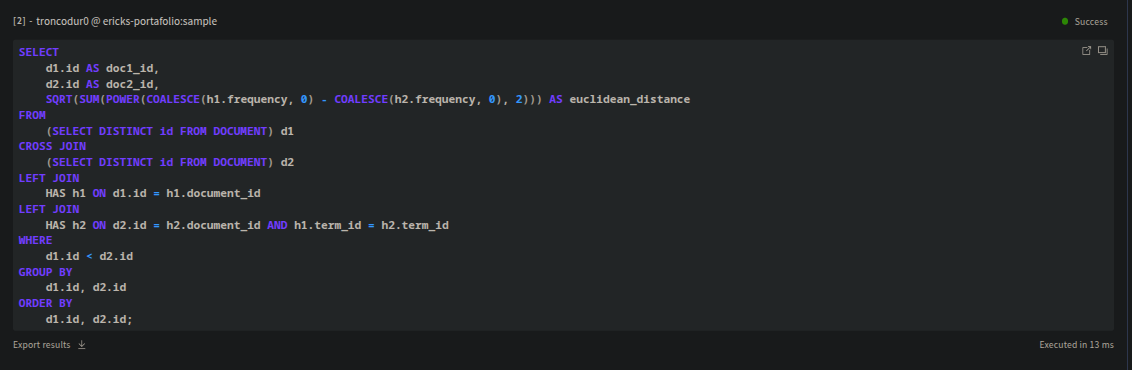 [2] - troncodur0 @ ericks-portafolio:sample
Success
SELECT
    d1.id AS doc1_id,
    d2.id AS doc2_id,
    SQRT(SUM(POWER(COALESCE(h1.frequency, 0) - COALESCE(h2.frequency, 0), 2))) AS euclidean_distance
FROM
    (SELECT DISTINCT id FROM DOCUMENT) d1
CROSS JOIN
    (SELECT DISTINCT id FROM DOCUMENT) d2
LEFT JOIN
    HAS h1 ON d1.id = h1.document_id
LEFT JOIN
    HAS h2 ON d2.id = h2.document_id AND h1.term_id = h2.term_id
WHERE
    d1.id < d2.id
GROUP BY
    d1.id, d2.id
ORDER BY
    d1.id, d2.id;
Export results
Executed in 13 ms